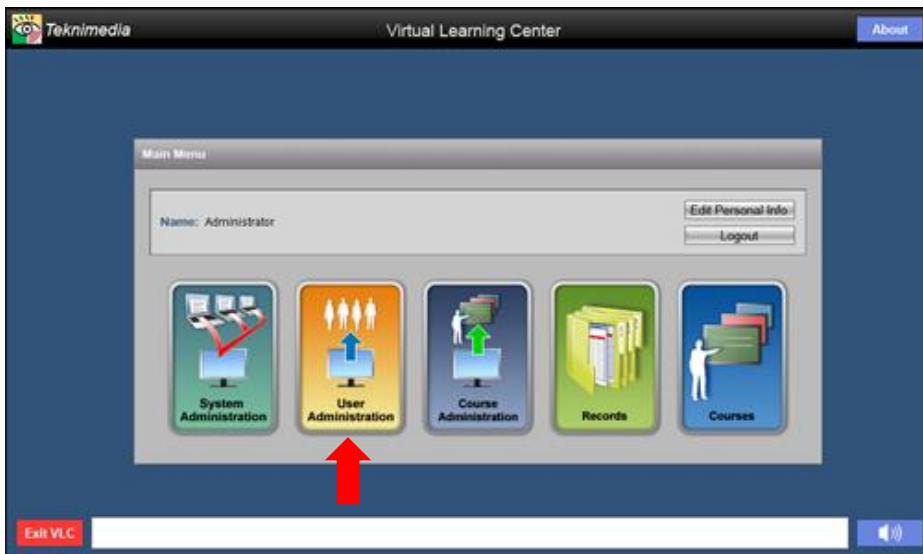 Teknimedia
Virtual Learning Center
About
Main Menu
Name: Administrator
Edit Personal Info
Logout
System
Administration
User
Administration
Course
Administration
Records
Courses
Exit VLC